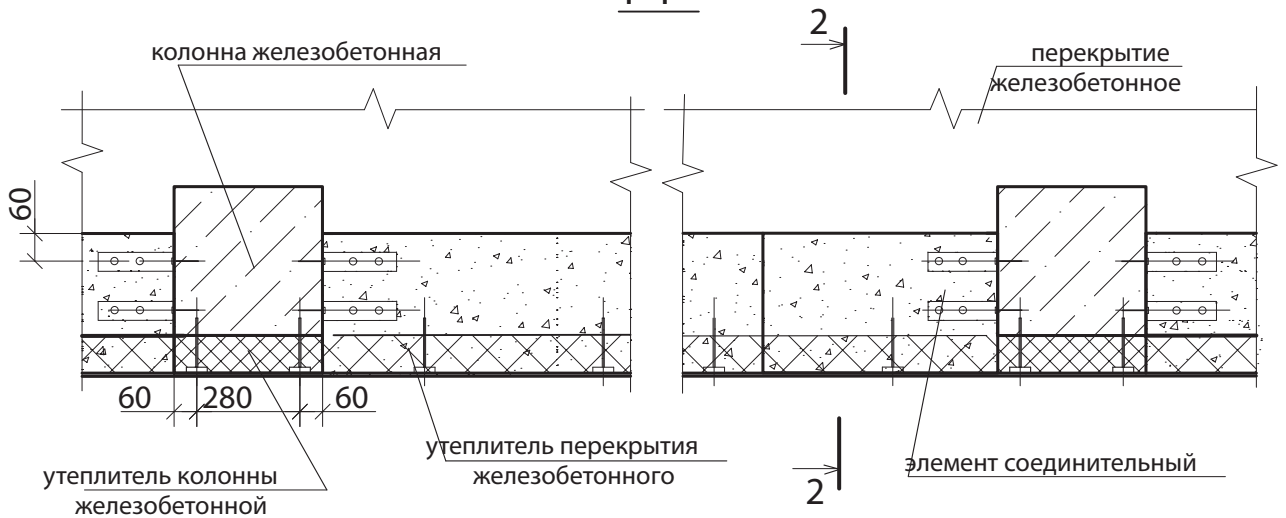 2
колонна железобетонная
перекрытие
железобетонное
60
60
280
60
утеплитель перекрытия
железобетонного
утеплитель колонны
железобетонной
элемент соединительный
2